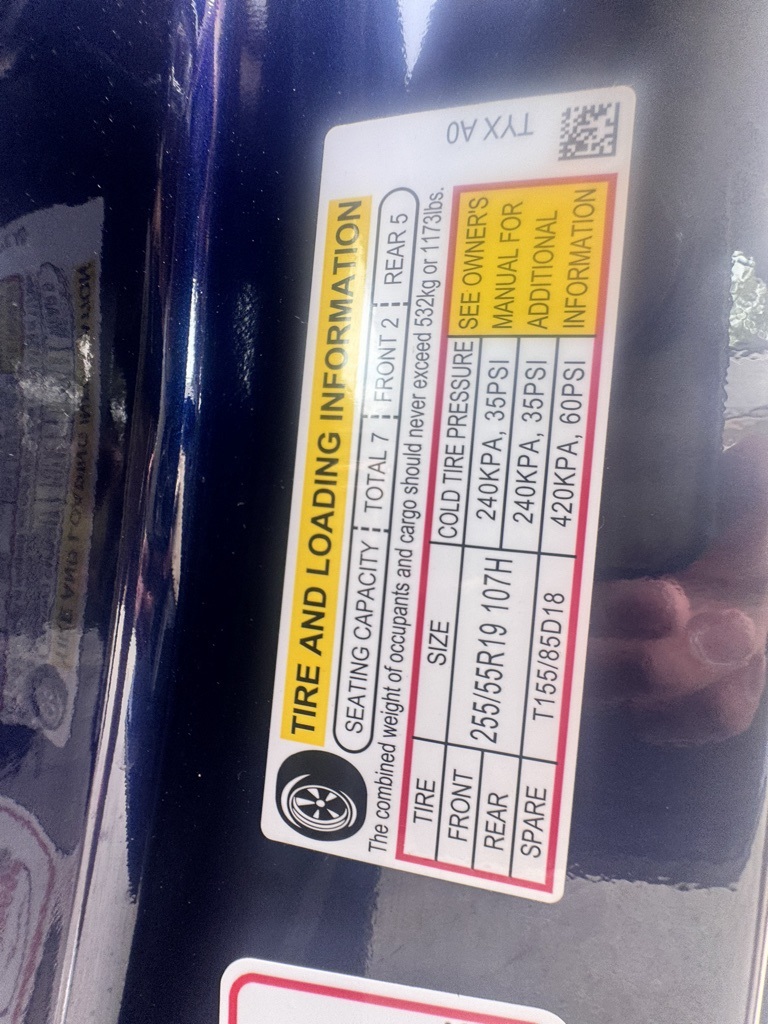 TYX A0
TIRE AND LOADING INFORMATION
SEATING CAPACITY TOTAL 7 FRONT 2 REAR 5
The combined weight of occupants and cargo should never exceed 532kg or 1173lbs.
TIRE SIZE COLD TIRE PRESSURE
FRONT 255/55R19 107H 240KPA, 35PSI
REAR 240KPA, 35PSI
SPARE T155/85D18 420KPA, 60PSI
SEE OWNER'S
MANUAL FOR
ADDITIONAL
INFORMATION